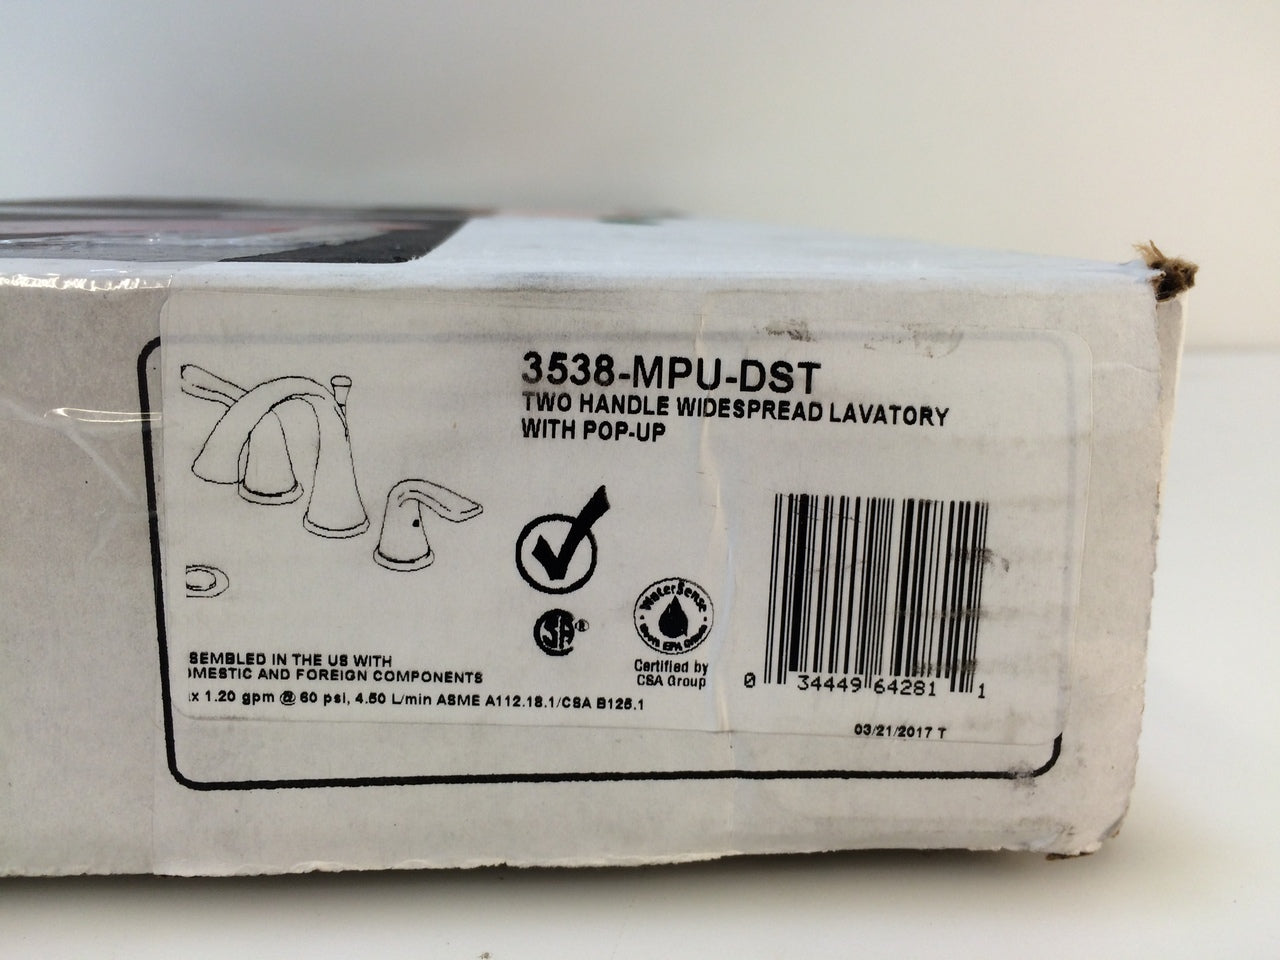 3538-MPU-DST
TWO HANDLE WIDESPREAD LAVATORY
WITH POP-UP
SA®
WaterSense
Certified by
CSA Group
SEMBLED IN THE US WITH
OMESTIC AND FOREIGN COMPONENTS
x 1.20 gpm @ 60 psi, 4.50 L/min ASME A112.18.1/CSA B125.1
0 34449 64281 1
03/21/2017 T